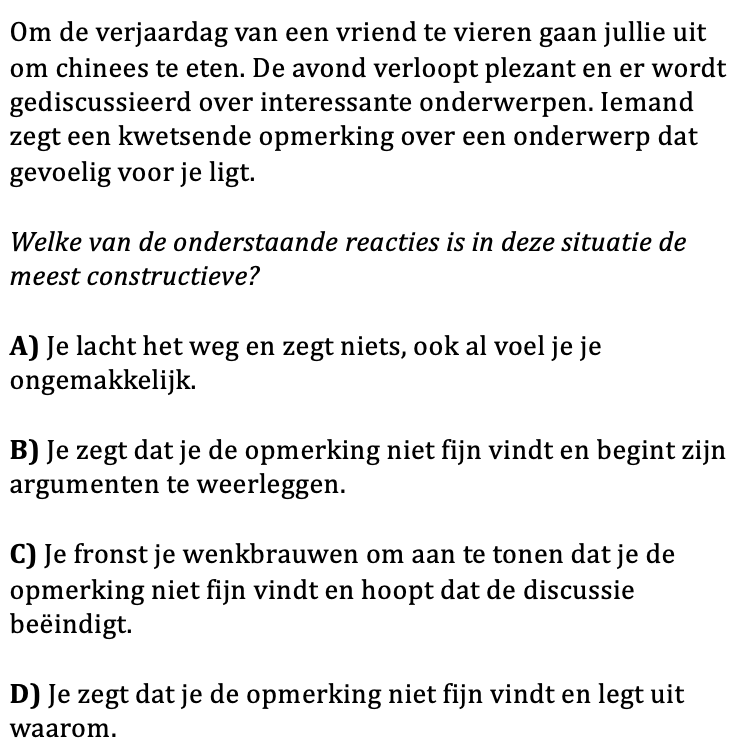 Om de verjaardag van een vriend te vieren gaan jullie uit
om chinees te eten. De avond verloopt plezant en er wordt
gediscussieerd over interessante onderwerpen. Iemand
zegt een kwetsende opmerking over een onderwerp dat
gevoelig voor je ligt.
Welke van de onderstaande reacties is in deze situatie de
meest constructieve?
A) Je lacht het weg en zegt niets, ook al voel je je
ongemakkelijk.
B) Je zegt dat je de opmerking niet fijn vindt en begint zijn
argumenten te weerleggen.
C) Je fronst je wenkbrauwen om aan te tonen dat je de
opmerking niet fijn vindt en hoopt dat de discussie
beëindigt.
D) Je zegt dat je de opmerking niet fijn vindt en legt uit
waarom.